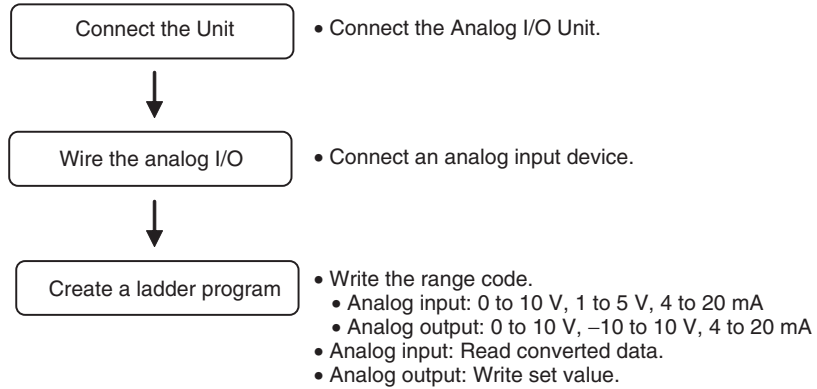 Connect the Unit
• Connect the Analog I/O Unit.
Wire the analog I/O
• Connect an analog input device.
Create a ladder program
• Write the range code.
• Analog input: 0 to 10 V, 1 to 5 V, 4 to 20 mA
• Analog output: 0 to 10 V, −10 to 10 V, 4 to 20 mA
• Analog input: Read converted data.
• Analog output: Write set value.